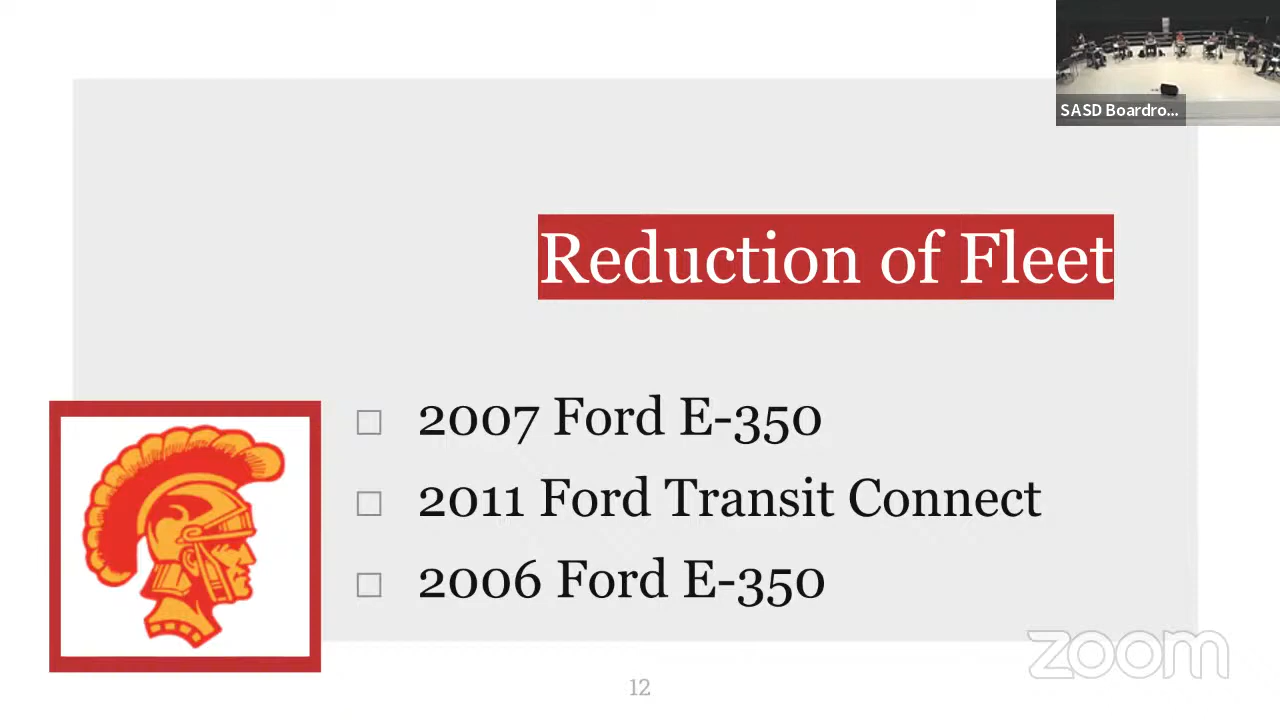 SASD Boardro...
Reduction of Fleet
2007 Ford E-350
2011 Ford Transit Connect
2006 Ford E-350
zoom
12